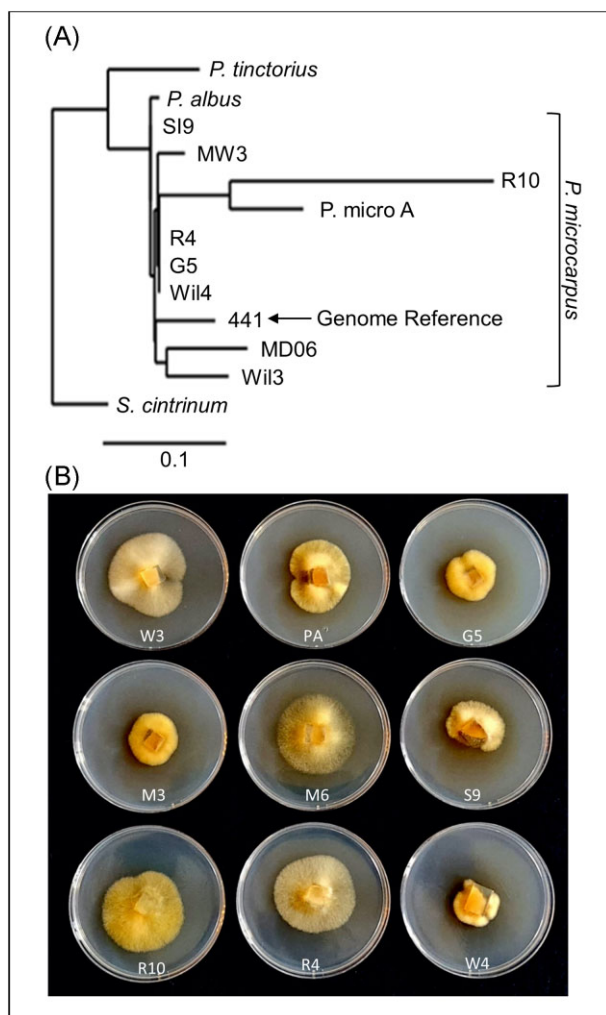 (A)
P. tinctorius
P. albus
SI9
MW3
R10
P. micro A
R4
G5
Wil4
441 Genome Reference
MD06
Wil3
S. cintrinum
P. microcarpus
0.1
(B)
W3 PA G5
M3 M6 S9
R10 R4 W4